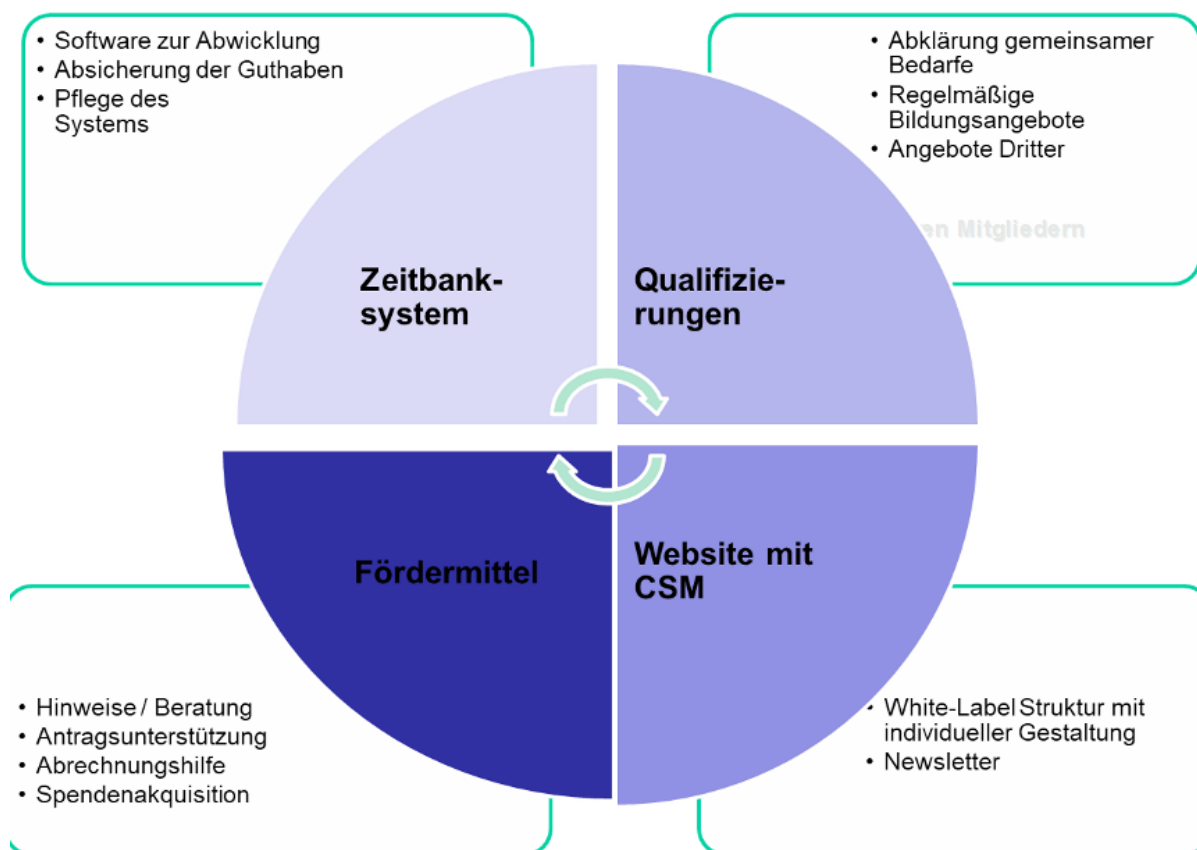 • Software zur Abwicklung
• Absicherung der Guthaben
• Pflege des
Systems
• Abklärung gemeinsamer
Bedarfe
• Regelmäßige
Bildungsangebote
• Angebote Dritter
Mitgliedern
Zeitbank-
system
Qualifizie-
rungen
Fördermittel
Website mit
CSM
• Hinweise / Beratung
• Antragsunterstützung
• Abrechnungshilfe
• Spendenakquisition
• White-Label Struktur mit
individueller Gestaltung
• Newsletter